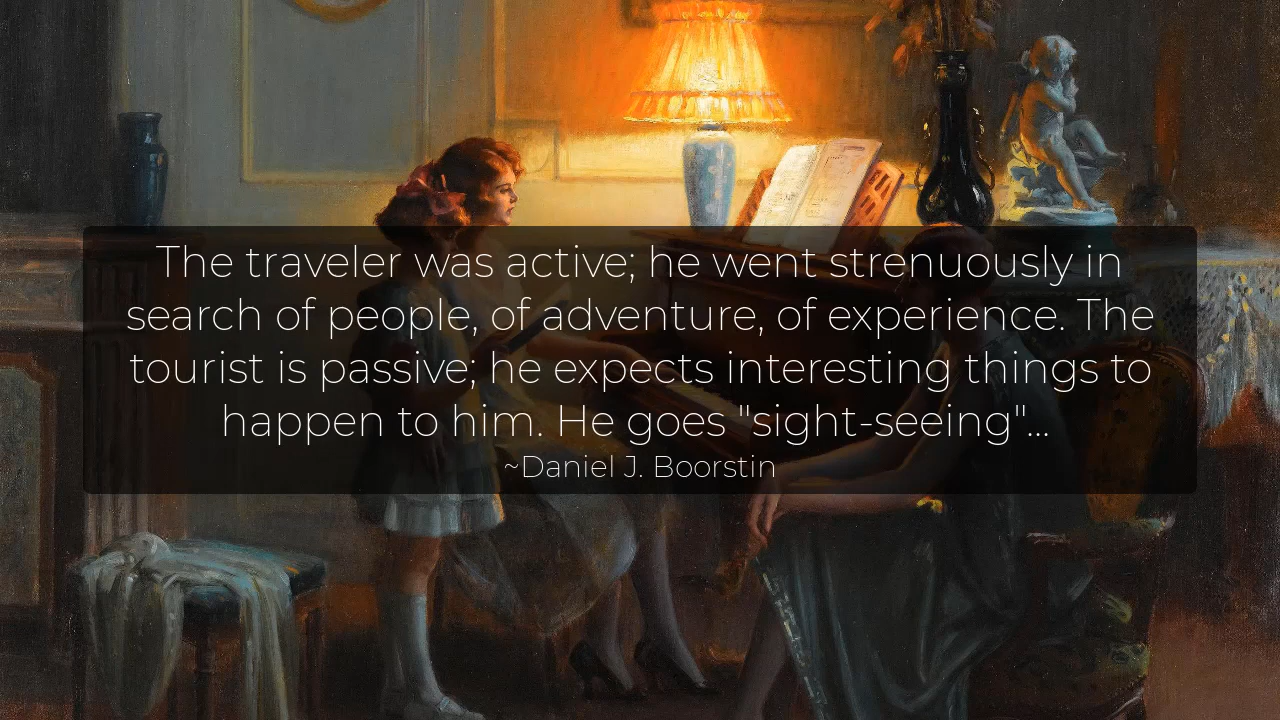 The traveler was active; he went strenuously in
search of people, of adventure, of experience. The
tourist is passive; he expects interesting things to
happen to him. He goes "sight-seeing"...
~Daniel J. Boorstin